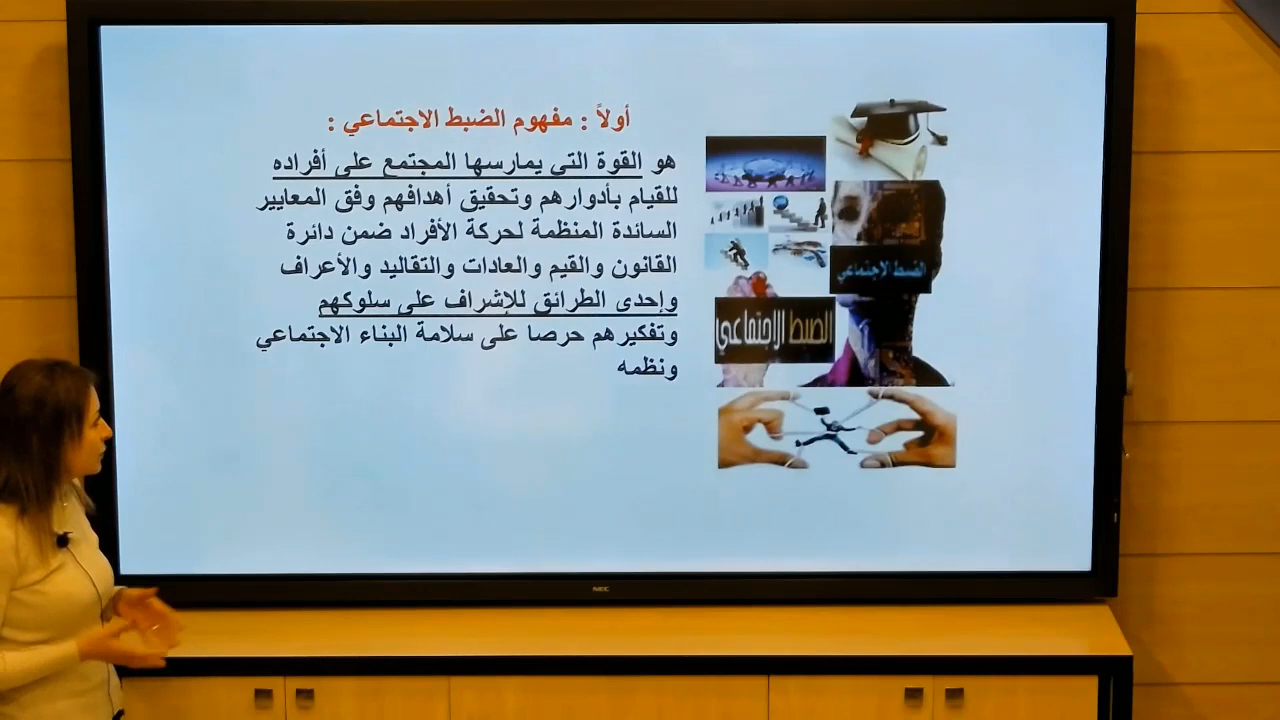 أولاً : مفهوم الضبط الاجتماعي :
هو القوة التي يمارسها المجتمع على أفراده
للقيام بأدوارهم وتحقيق أهدافهم وفق المعايير
السائدة المنظمة لحركة الأفراد ضمن دائرة
القانون والقيم والعادات والتقاليد والأعراف
وإحدى الطرائق للإشراف على سلوكهم
وتفكيرهم حرصا على سلامة البناء الاجتماعي
ونظمه
الضبط الاجتماعي
الضبط الاجتماعي
NEC